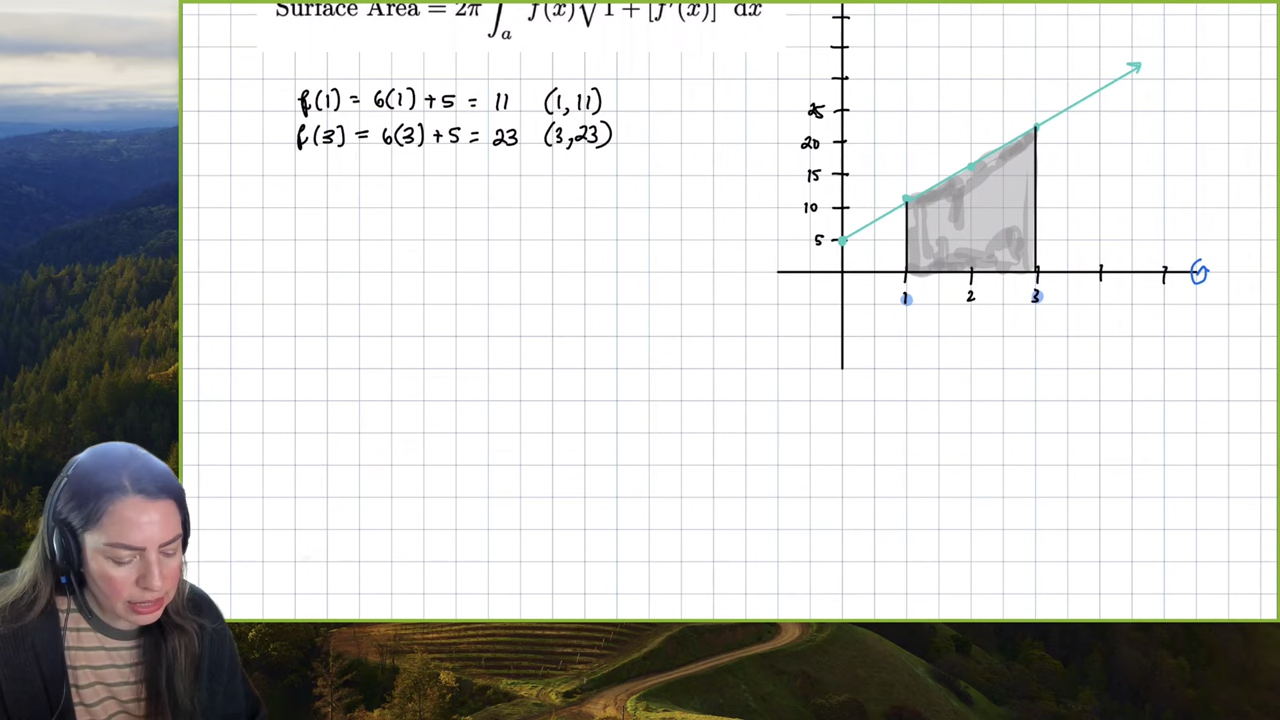 Surface Area = 2π ∫ₐ f(x)√1 + [f'(x)] dx
f(1) = 6(1) + 5 = 11 (1, 11)
f(3) = 6(3) + 5 = 23 (3, 23)
25
20
15
10
5
1 2 3